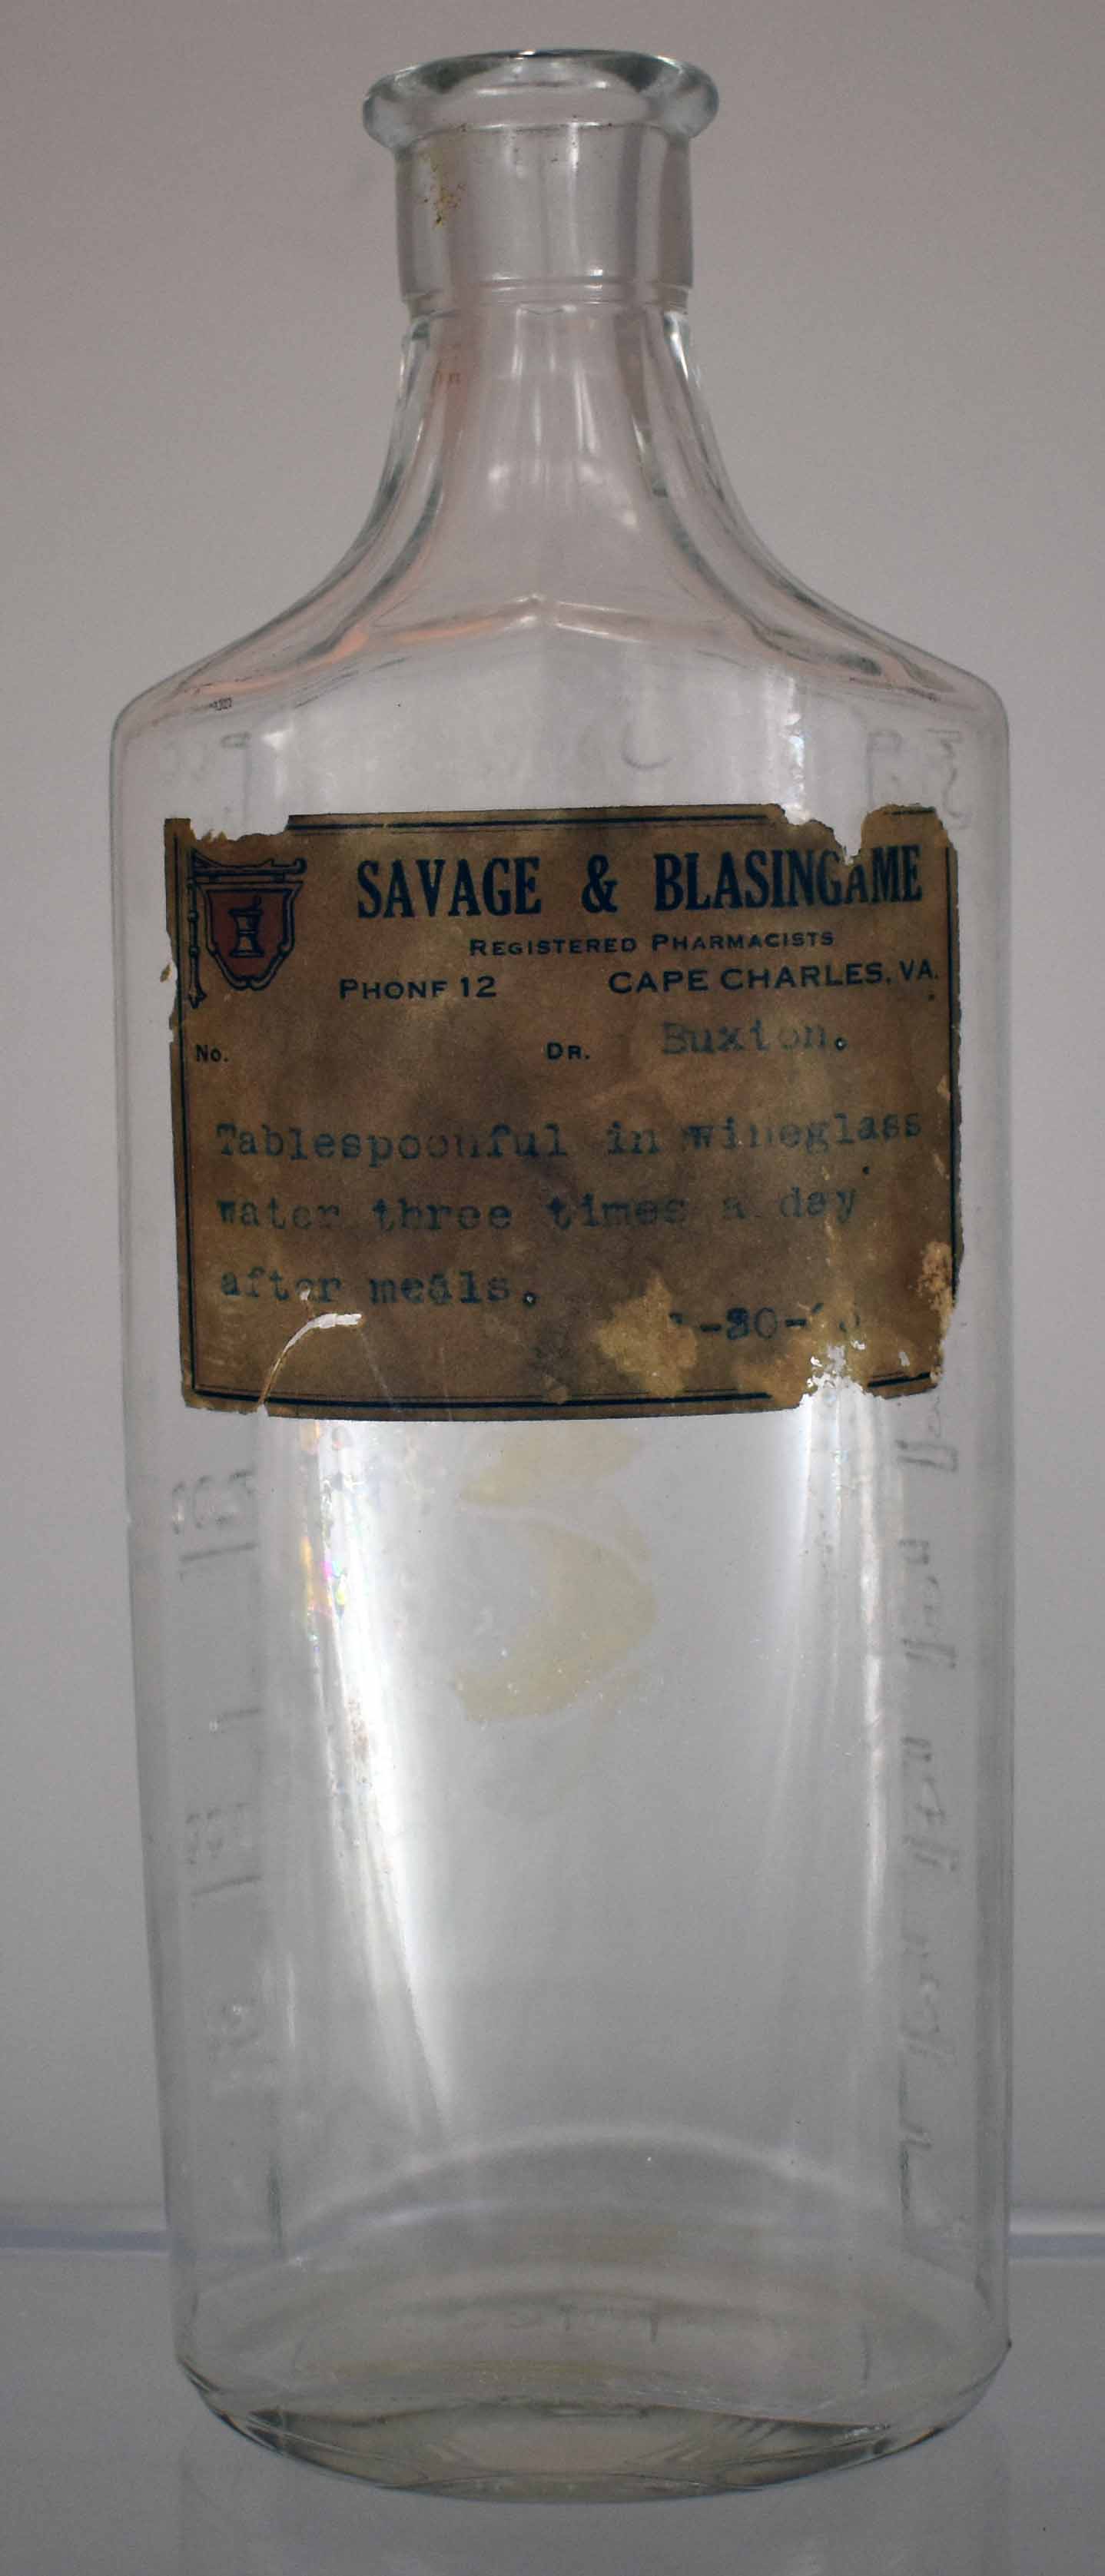 SAVAGE & BLASINGAME
REGISTERED PHARMACISTS
PHONE 12 CAPE CHARLES, VA.
No. DR. Buxton.
Tablespoonful in wineglass
water three times a day
after meals.